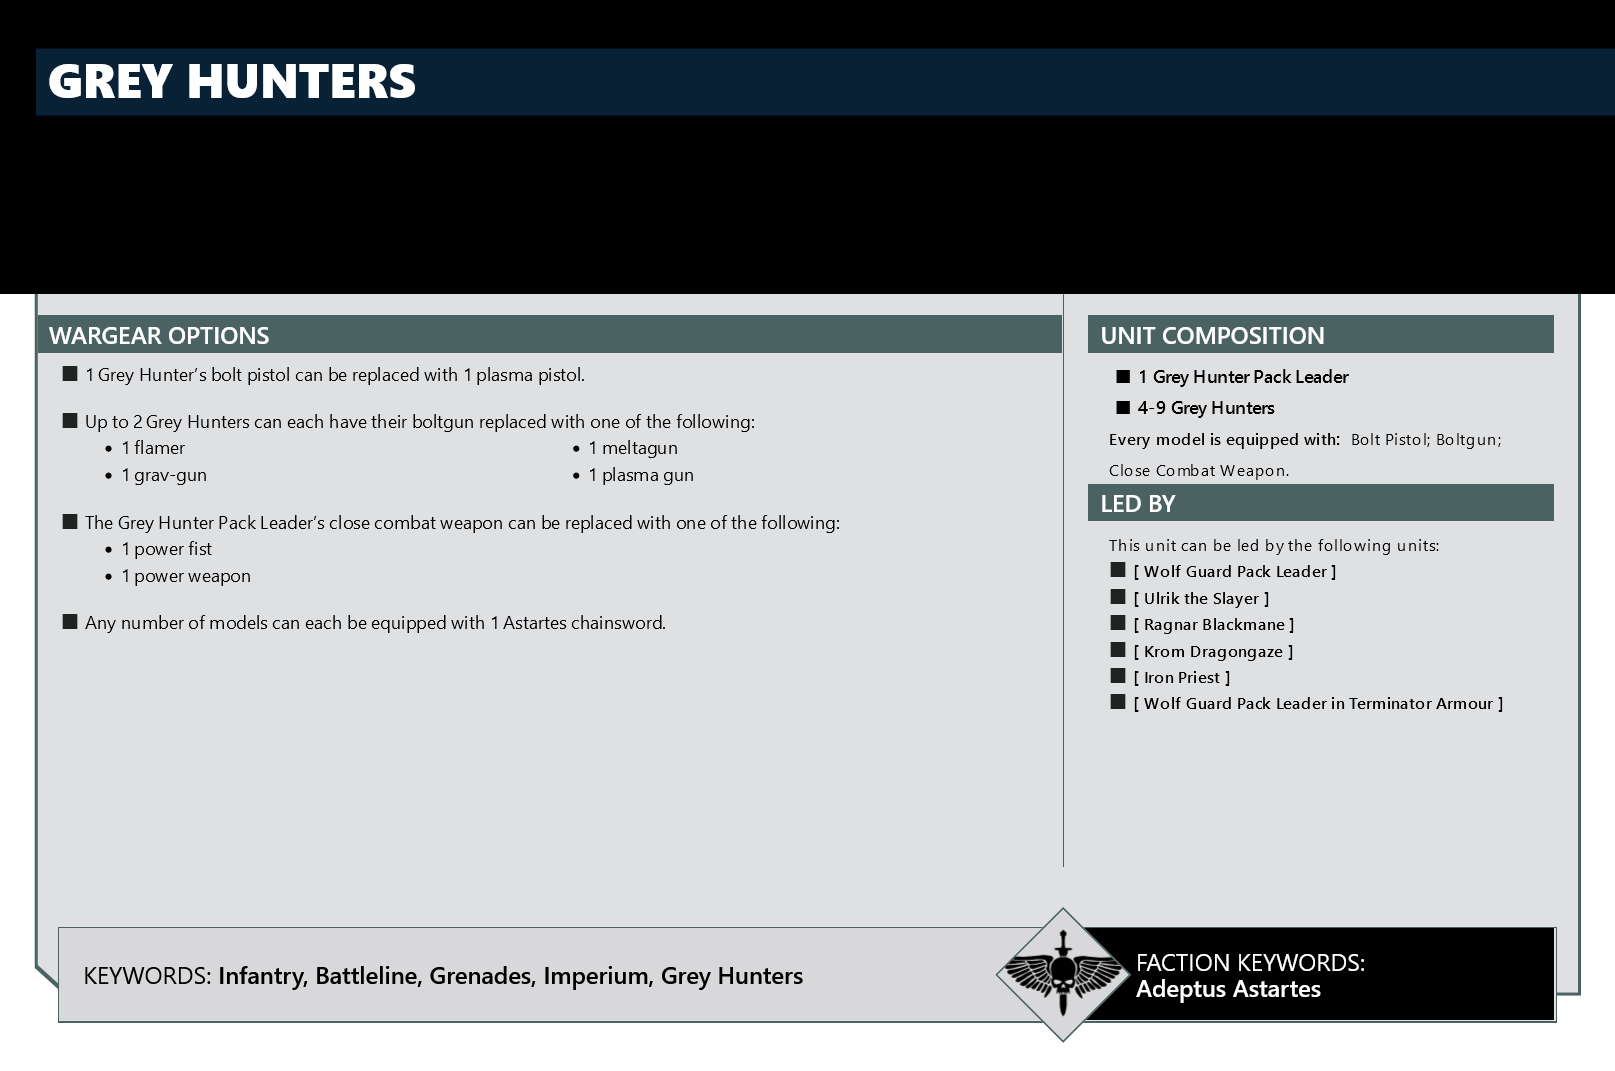 GREY HUNTERS
WARGEAR OPTIONS
■ 1 Grey Hunter’s bolt pistol can be replaced with 1 plasma pistol.
■ Up to 2 Grey Hunters can each have their boltgun replaced with one of the following:
• 1 flamer
• 1 meltagun
• 1 grav-gun
• 1 plasma gun
■ The Grey Hunter Pack Leader’s close combat weapon can be replaced with one of the following:
• 1 power fist
• 1 power weapon
■ Any number of models can each be equipped with 1 Astartes chainsword.
UNIT COMPOSITION
■ 1 Grey Hunter Pack Leader
■ 4-9 Grey Hunters
Every model is equipped with: Bolt Pistol; Boltgun;
Close Combat Weapon.
LED BY
This unit can be led by the following units:
■ [ Wolf Guard Pack Leader ]
■ [ Ulrik the Slayer ]
■ [ Ragnar Blackmane ]
■ [ Krom Dragongaze ]
■ [ Iron Priest ]
■ [ Wolf Guard Pack Leader in Terminator Armour ]
KEYWORDS: Infantry, Battleline, Grenades, Imperium, Grey Hunters
FACTION KEYWORDS:
Adeptus Astartes